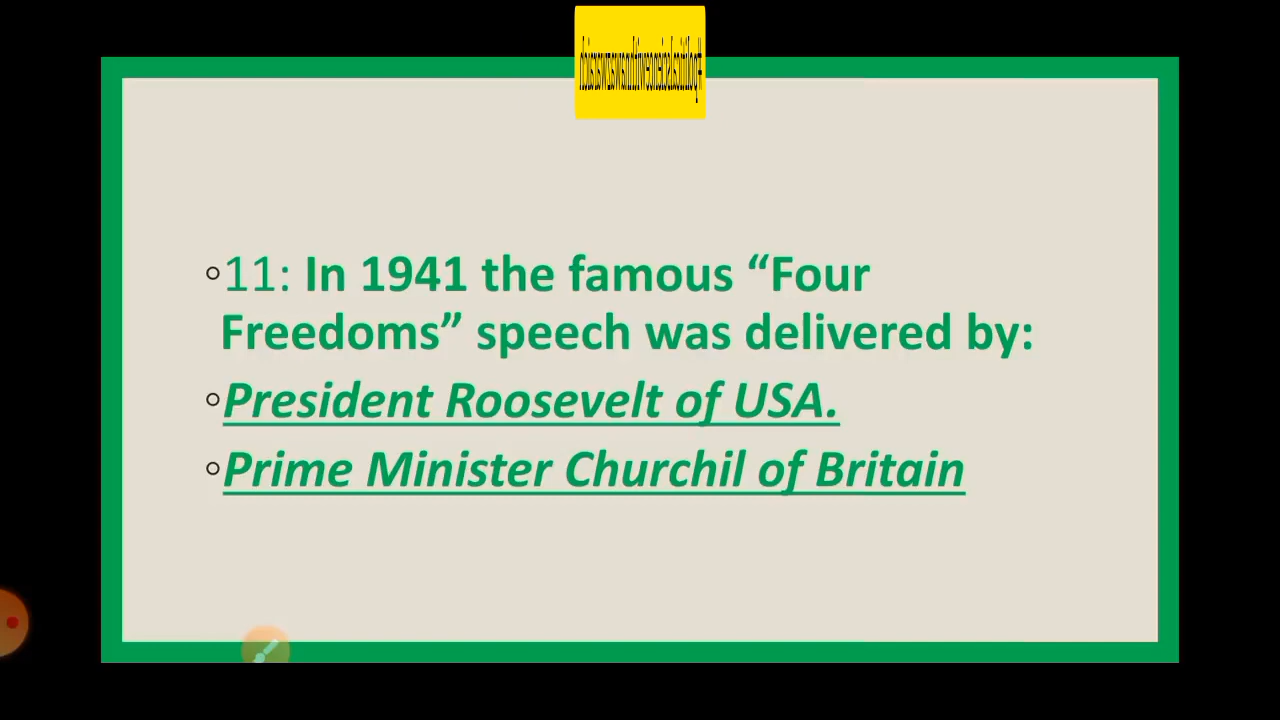 11: In 1941 the famous “Four
Freedoms” speech was delivered by:
President Roosevelt of USA.
Prime Minister Churchil of Britain